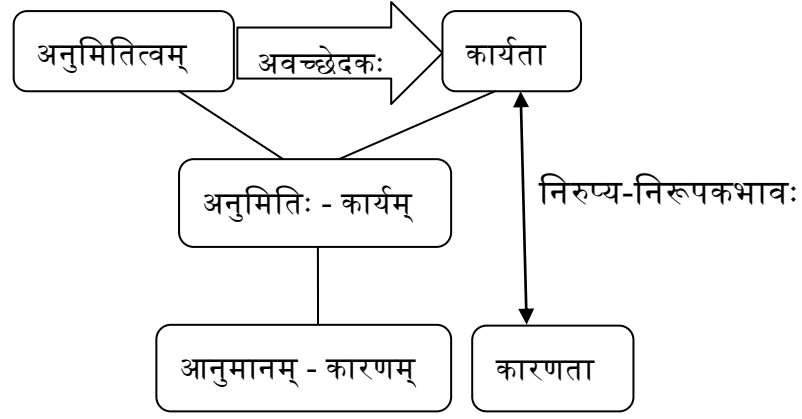 अनुमितित्वम्
अवच्छेदकः
कार्यता
अनुमितिः - कार्यम्
निरुप्य-निरूपकभावः
आनुमानम् - कारणम्
कारणता